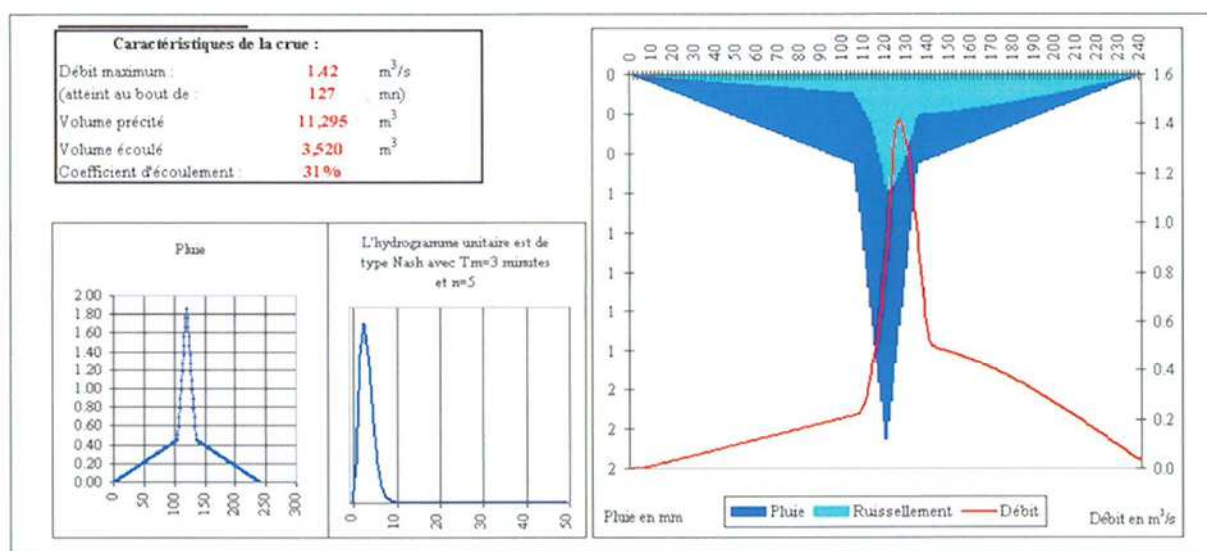 Caractéristiques de la crue :
Débit maximum : 1.42 m³/s
(atteint au bout de : 127 mn)
Volume précité 11,295 m³
Volume écoulé 3,520 m³
Coefficient d'écoulement : 31%
Pluie
2.00
1.80
1.60
1.40
1.20
1.00
0.80
0.60
0.40
0.20
0.00
0 50 100 150 200 250 300
L'hydrogramme unitaire est de
type Nash avec Tm=3 minutes
et n=5
0 10 20 30 40 50
0 10 20 30 40 50 60 70 80 90 100 110 120 130 140 150 160 170 180 190 200 210 220 230 240
0 1.6
0 1.4
0 1.2
1 1.0
1
1 0.8
1 0.6
1
2 0.4
2 0.2
2 0.0
Pluie en mm
Pluie Ruissellement Débit
Débit en m³/s